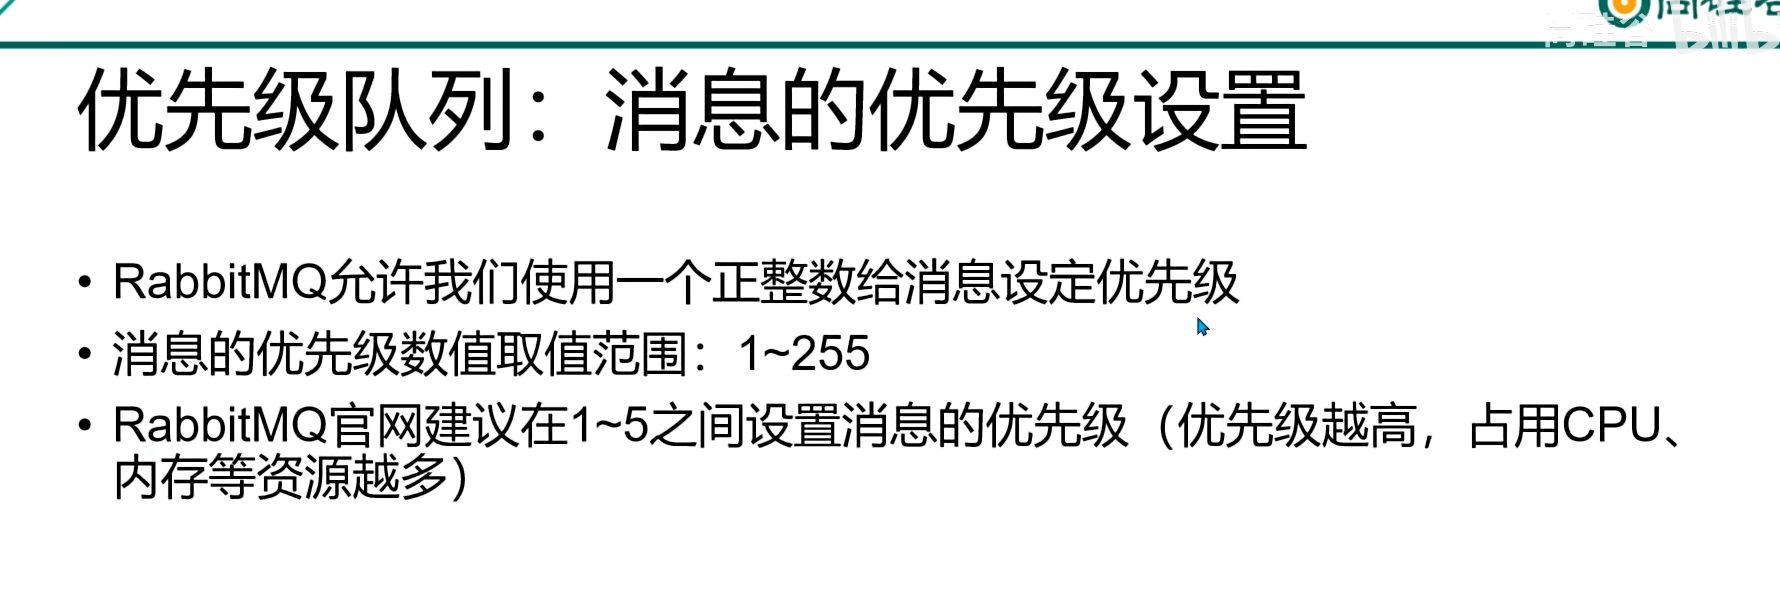 尚硅谷
优先级队列：消息的优先级设置
• RabbitMQ允许我们使用一个正整数给消息设定优先级
• 消息的优先级数值取值范围：1~255
• RabbitMQ官网建议在1~5之间设置消息的优先级（优先级越高，占用CPU、
内存等资源越多）